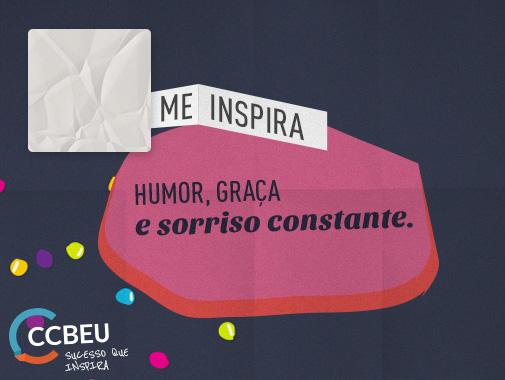 ME INSPIRA
HUMOR, GRAÇA
e sorriso constante.
CCBEU
SUCESSO QUE
INSPIRA